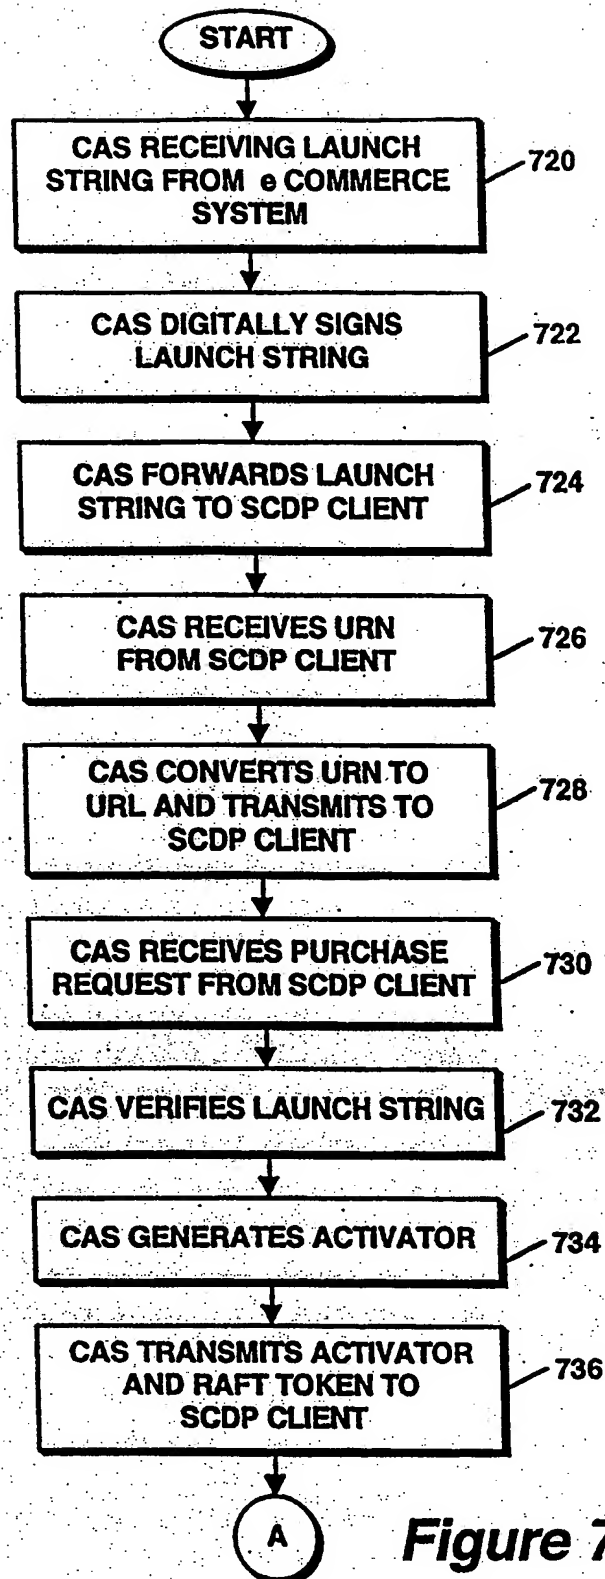 START
CAS RECEIVING LAUNCH
STRING FROM e COMMERCE
SYSTEM
720
CAS DIGITALLY SIGNS
LAUNCH STRING
722
CAS FORWARDS LAUNCH
STRING TO SCDP CLIENT
724
CAS RECEIVES URN
FROM SCDP CLIENT
726
CAS CONVERTS URN TO
URL AND TRANSMITS TO
SCDP CLIENT
728
CAS RECEIVES PURCHASE
REQUEST FROM SCDP CLIENT
730
CAS VERIFIES LAUNCH STRING
732
CAS GENERATES ACTIVATOR
734
CAS TRANSMITS ACTIVATOR
AND RAFT TOKEN TO
SCDP CLIENT
736
A
Figure 7